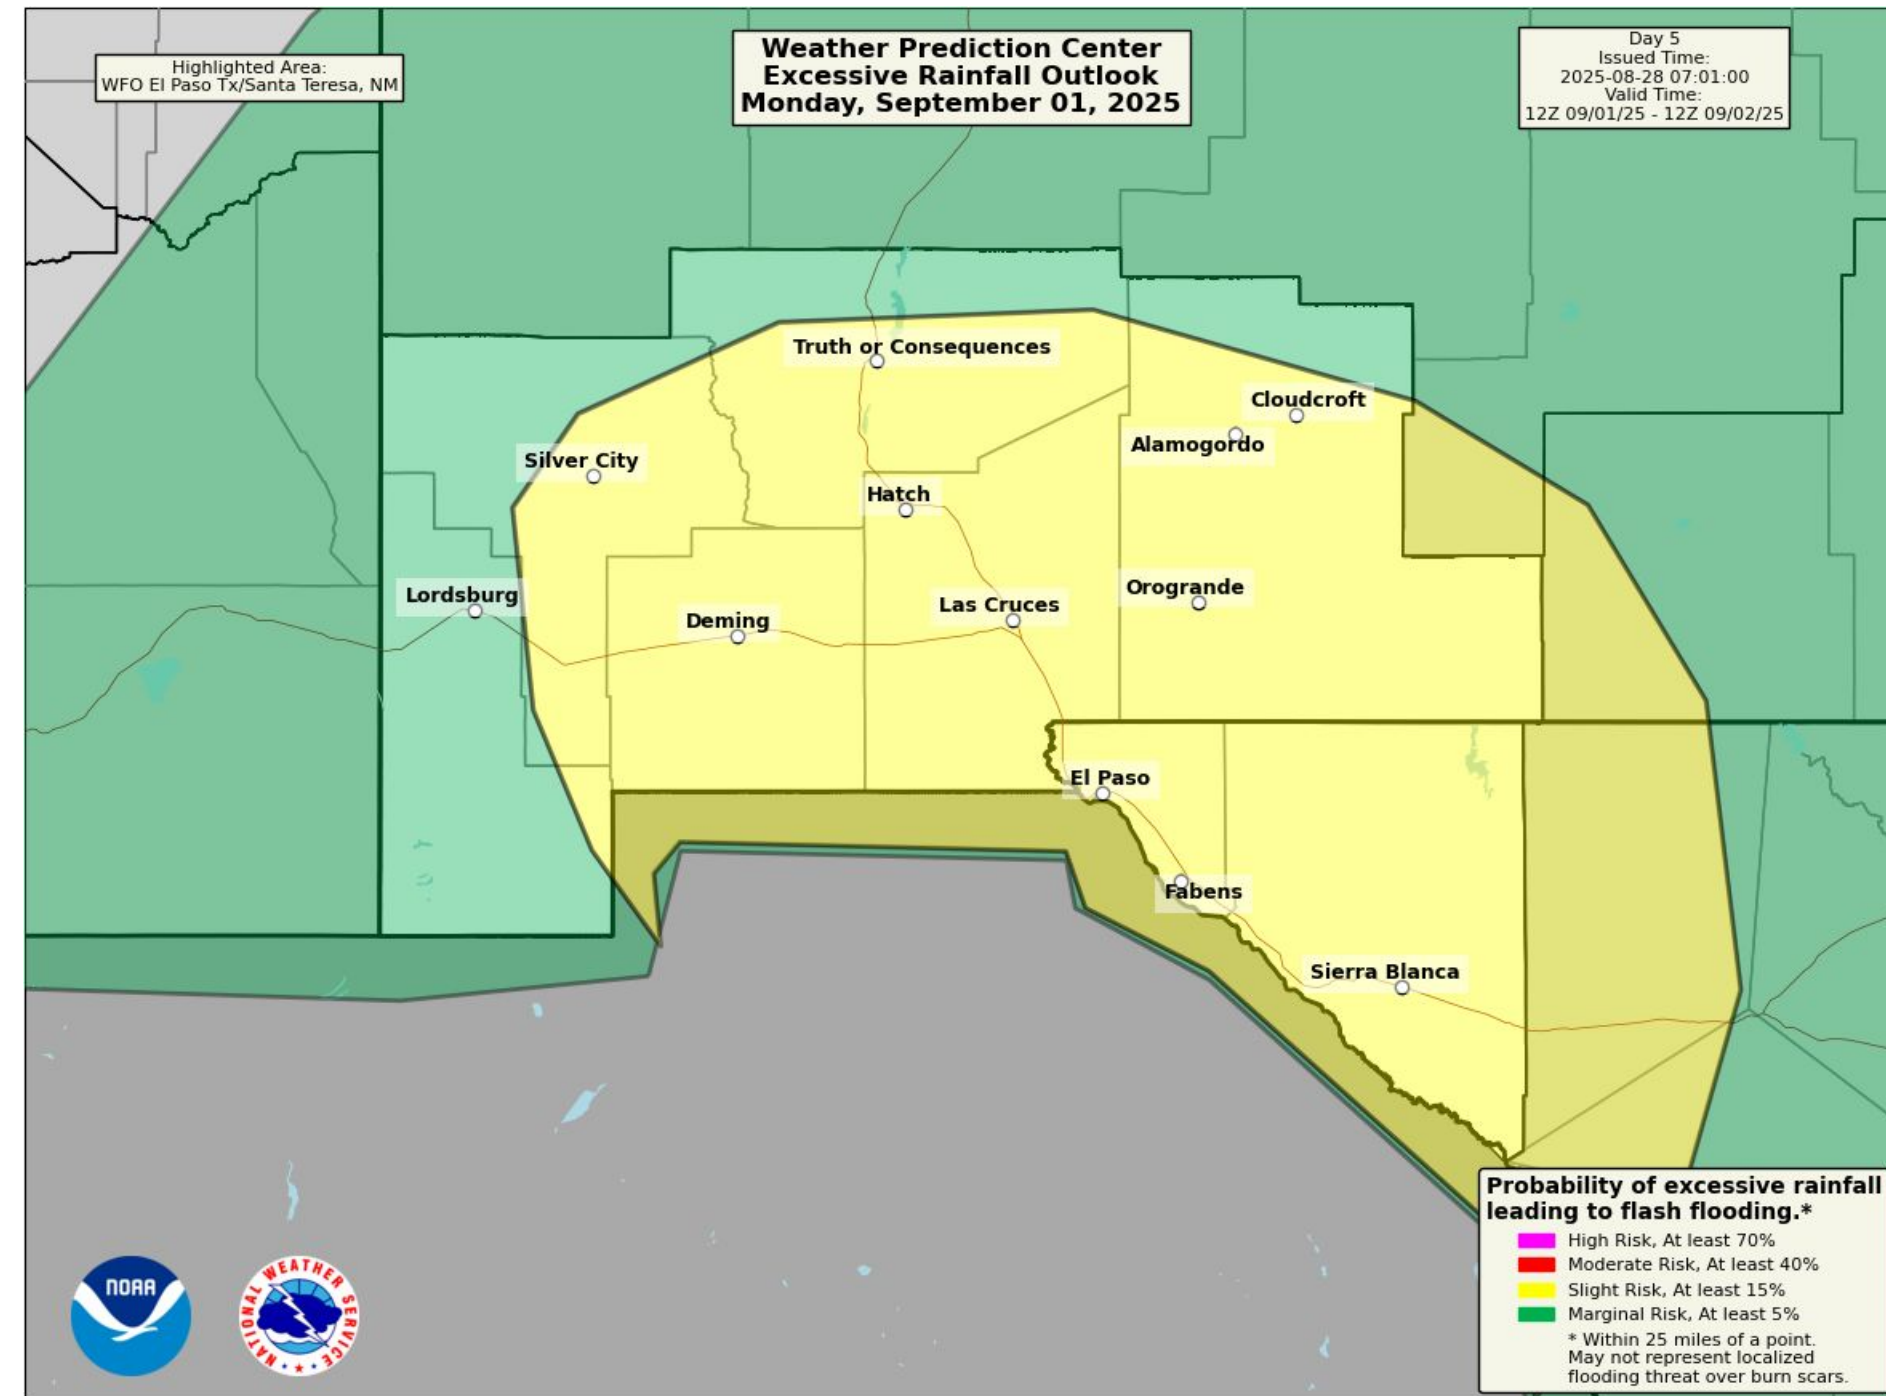 Highlighted Area:
WFO El Paso Tx/Santa Teresa, NM
Weather Prediction Center
Excessive Rainfall Outlook
Monday, September 01, 2025
Day 5
Issued Time:
2025-08-28 07:01:00
Valid Time:
12Z 09/01/25 - 12Z 09/02/25
Truth or Consequences
Cloudcroft
Alamogordo
Silver City
Hatch
Lordsburg
Deming
Las Cruces
Orogrande
El Paso
Fabens
Sierra Blanca
Probability of excessive rainfall
leading to flash flooding.*
High Risk, At least 70%
Moderate Risk, At least 40%
Slight Risk, At least 15%
Marginal Risk, At least 5%
* Within 25 miles of a point.
May not represent localized
flooding threat over burn scars.
NOAA
NATIONAL WEATHER SERVICE